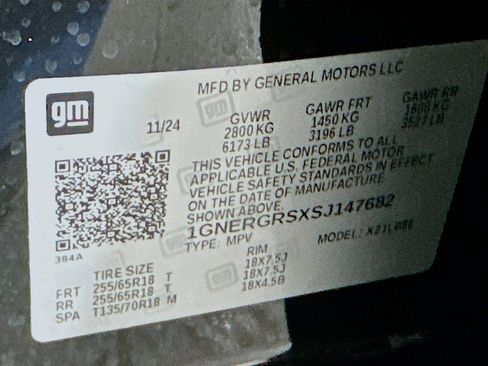 MFD BY GENERAL MOTORS LLC
gm
11/24 GVWR GAWR FRT GAWR RR
2800 KG 1450 KG
6173 LB 3196 LB
THIS VEHICLE CONFORMS TO ALL
APPLICABLE U.S. FEDERAL MOTOR
VEHICLE SAFETY STANDARDS IN EFFECT
ON THE DATE OF MANUFACTURE
SHOWN ABOVE.
1GNERGRSXSJ147682
TYPE: MPV MODEL:
384A
TIRE SIZE RIM
FRT 255/65R18 T 18X7.5J
RR 255/65R18 T 18X7.5J
SPA T135/70R18 M 18X4.5B